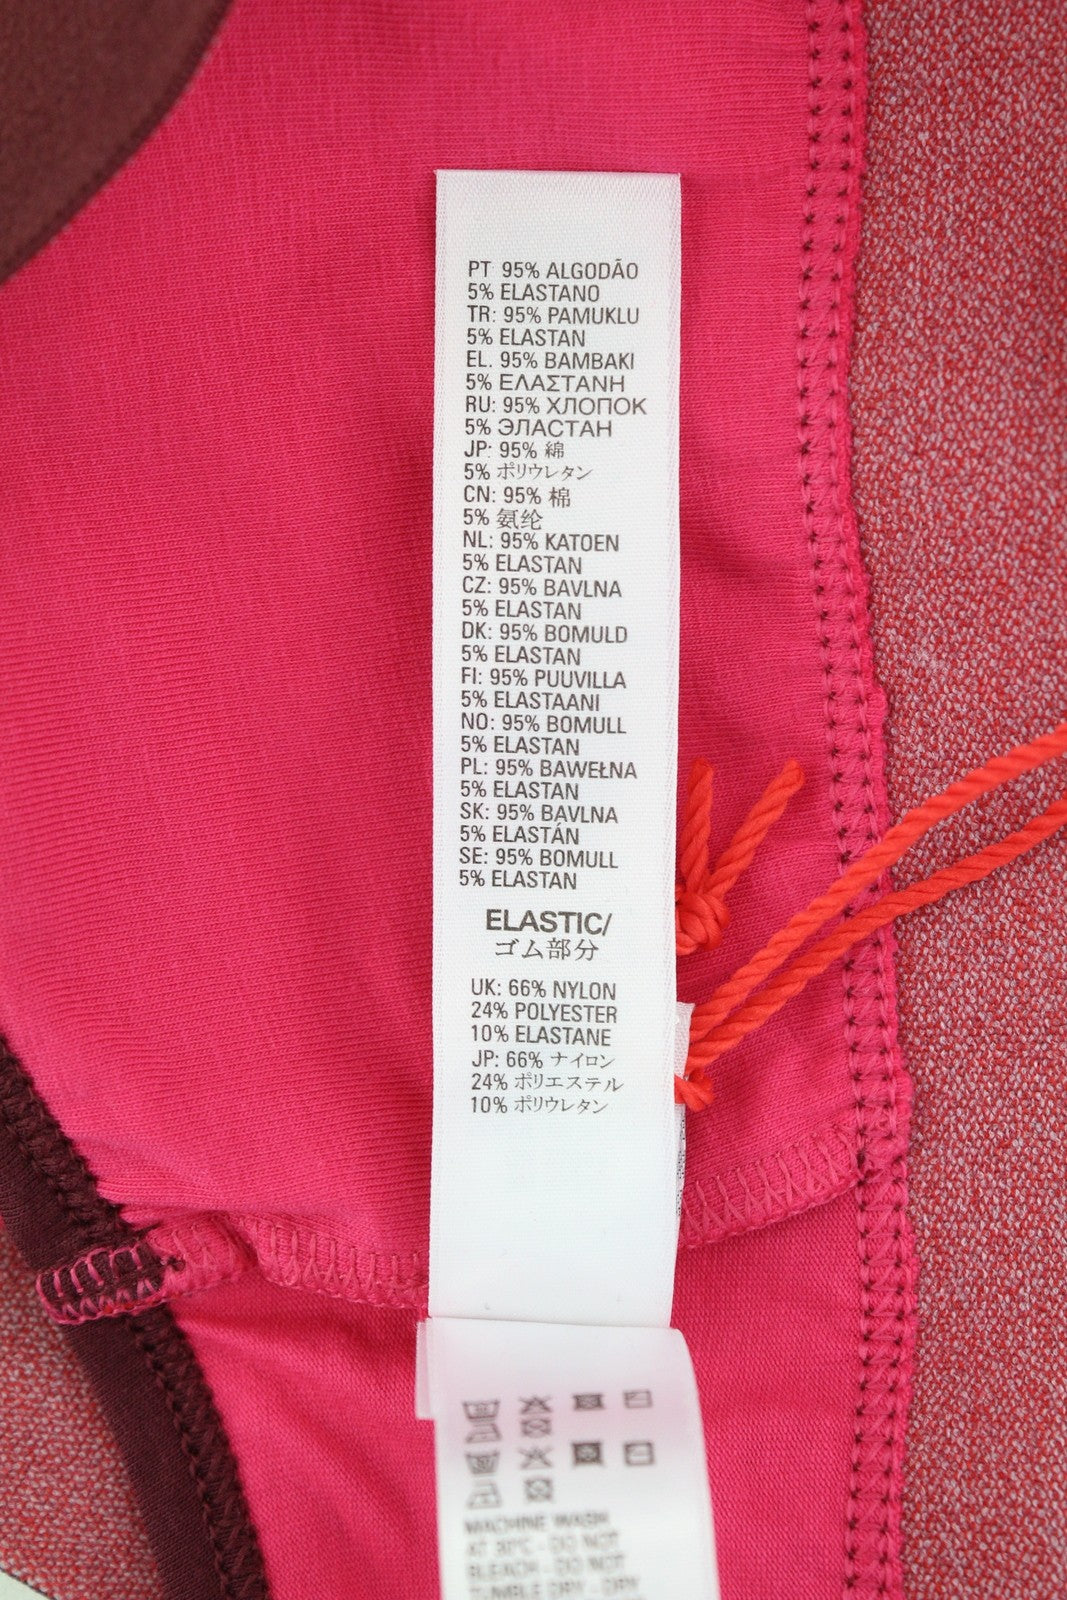 PT 95% ALGODÃO
5% ELASTANO
TR: 95% PAMUKLU
5% ELASTAN
EL. 95% BAMBAKI
5% ΕΛΑΣΤΑΝΗ
RU: 95% ХЛОПОК
5% ЭЛАСТАН
JP: 95% 綿
5% ポリウレタン
CN: 95% 棉
5% 氨纶
NL: 95% KATOEN
5% ELASTAN
CZ: 95% BAVLNA
5% ELASTAN
DK: 95% BOMULD
5% ELASTAN
FI: 95% PUUVILLA
5% ELASTAANI
NO: 95% BOMULL
5% ELASTAN
PL: 95% BAWEŁNA
5% ELASTAN
SK: 95% BAVLNA
5% ELASTÁN
SE: 95% BOMULL
5% ELASTAN
ELASTIC/
ゴム部分
UK: 66% NYLON
24% POLYESTER
10% ELASTANE
JP: 66% ナイロン
24% ポリエステル
10% ポリウレタン
MACHINE WASH
AT 30°C - DO NOT
BLEACH - DO NOT
TUMBLE DRY - DRY